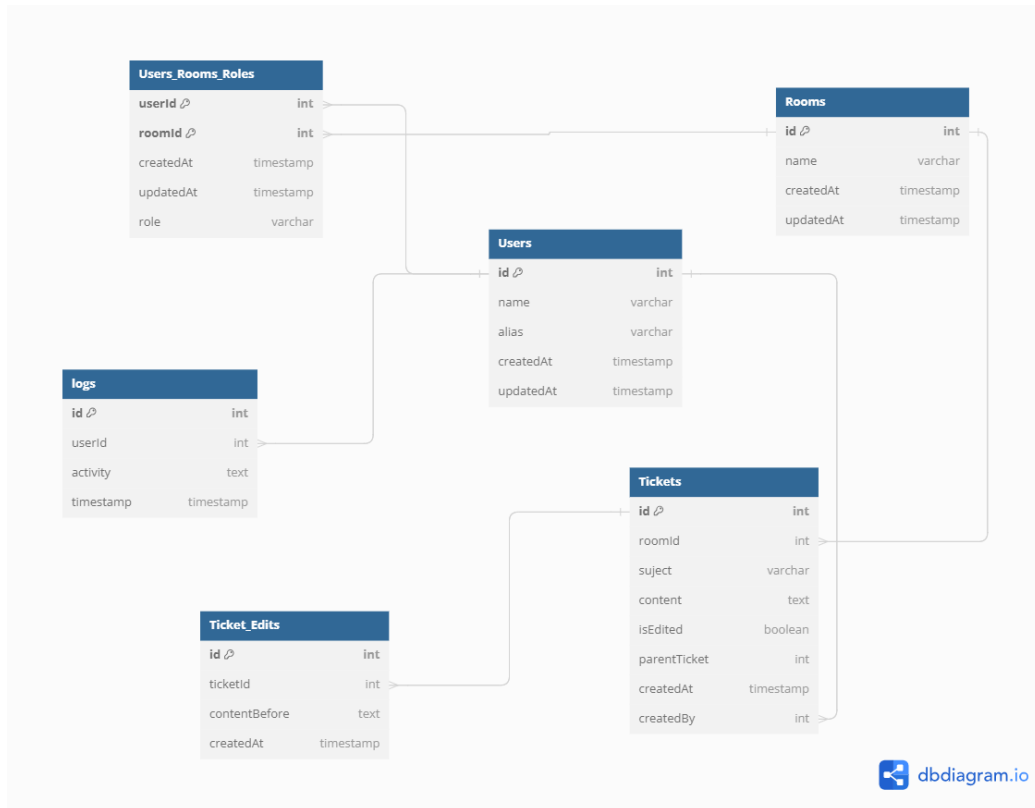 Users_Rooms_Roles
userId int
roomId int
createdAt timestamp
updatedAt timestamp
role varchar
Rooms
id int
name varchar
createdAt timestamp
updatedAt timestamp
Users
id int
name varchar
alias varchar
createdAt timestamp
updatedAt timestamp
logs
id int
userId int
activity text
timestamp timestamp
Tickets
id int
roomId int
suject varchar
content text
isEdited boolean
parentTicket int
createdAt timestamp
createdBy int
Ticket_Edits
id int
ticketId int
contentBefore text
createdAt timestamp
dbdiagram.io